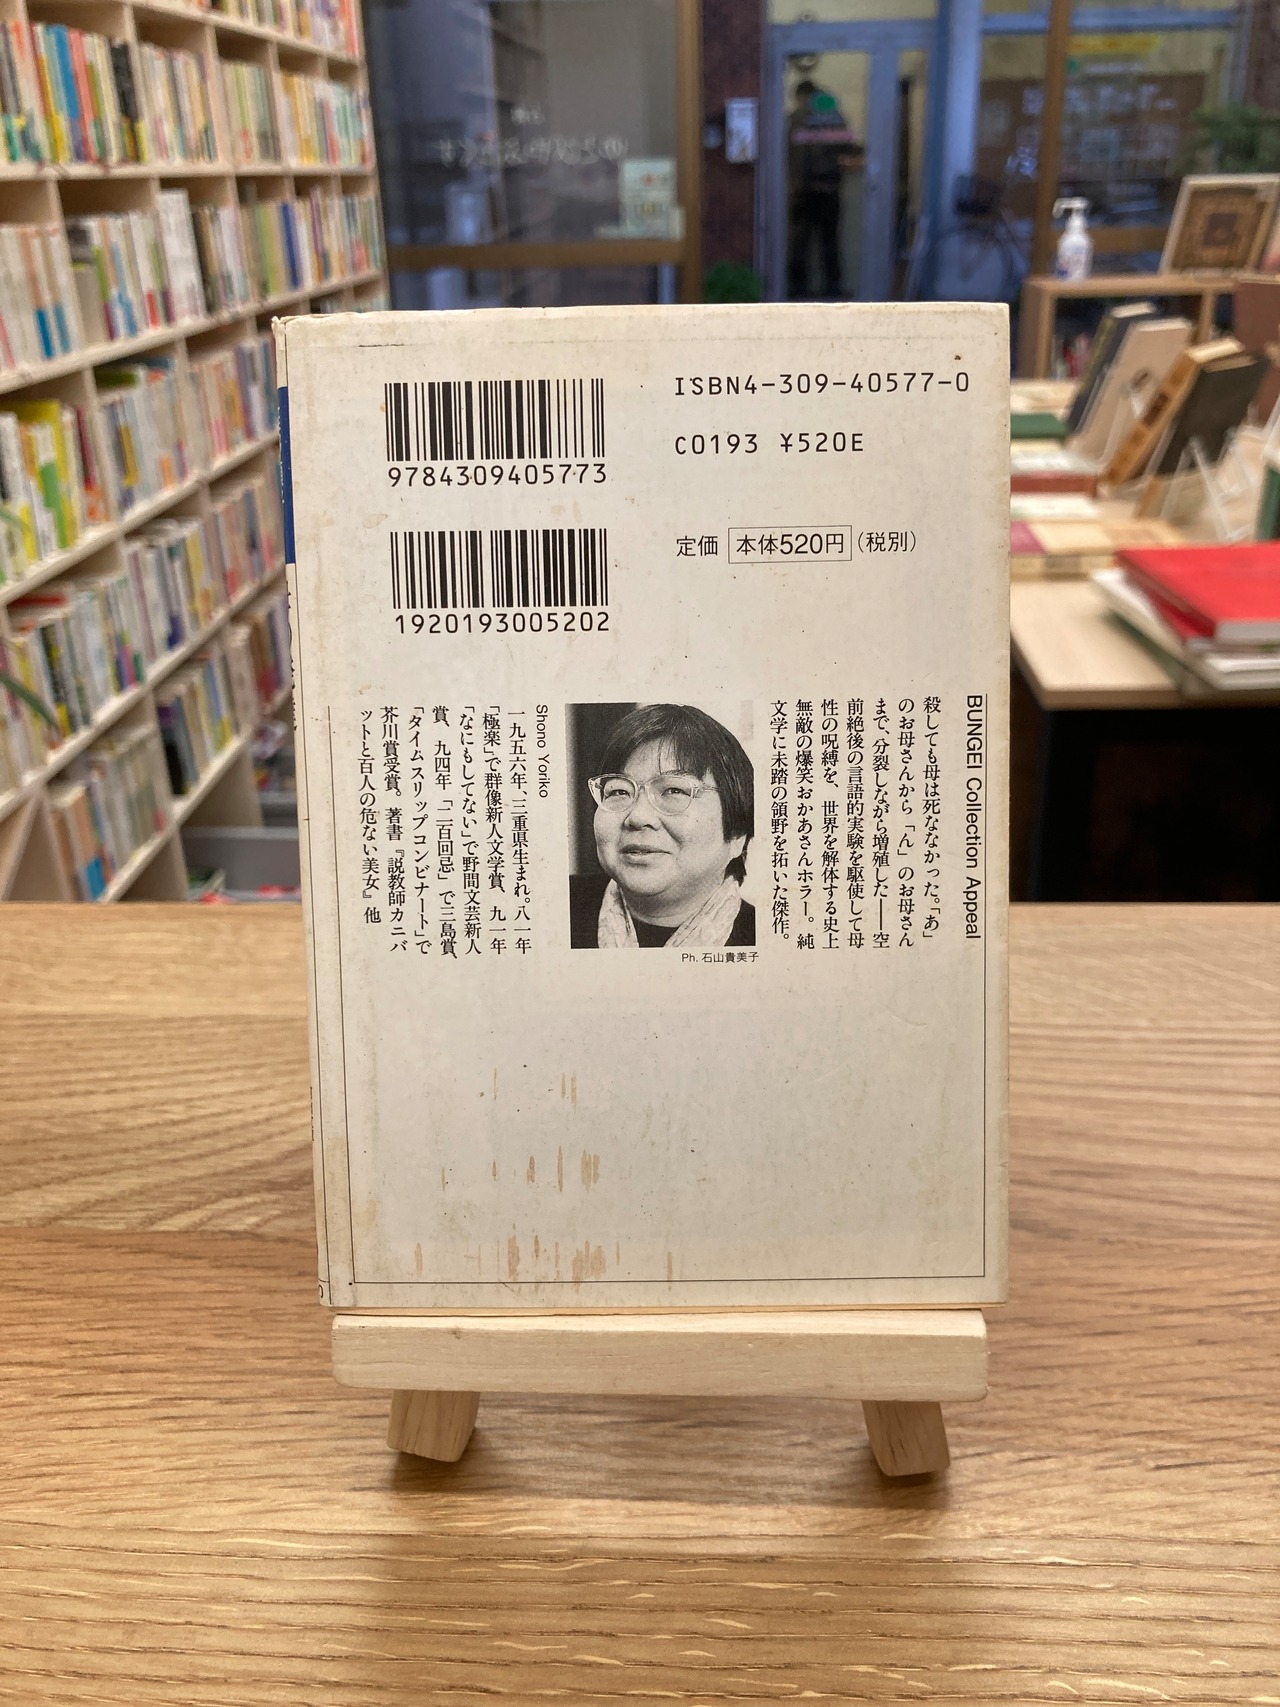 9784309405773
ISBN4-309-40577-0
C0193 ¥520E
1920193005202
定価 本体520円(税別)
BUNGEI Collection Appeal
殺しても母は死ななかった。「あ」
のお母さんから「ん」のお母さん
まで、分裂しながら増殖した──空
前絶後の言語的実験を駆使して母
性の呪縛を、世界を解体する史上
無敵の爆笑おかあさんホラー。純
文学に未踏の領野を拓いた傑作。
Ph. 石山貴美子
Shono Yoriko
一九五六年、三重県生まれ。八一年
「極楽」で群像新人文学賞、九一年
「なにもしてない」で野間文芸新人
賞、九四年「二百回忌」で三島賞、
「タイムスリップコンビナート」で
芥川賞受賞。著書『説教師カニバ
ットと百人の危ない美女』他